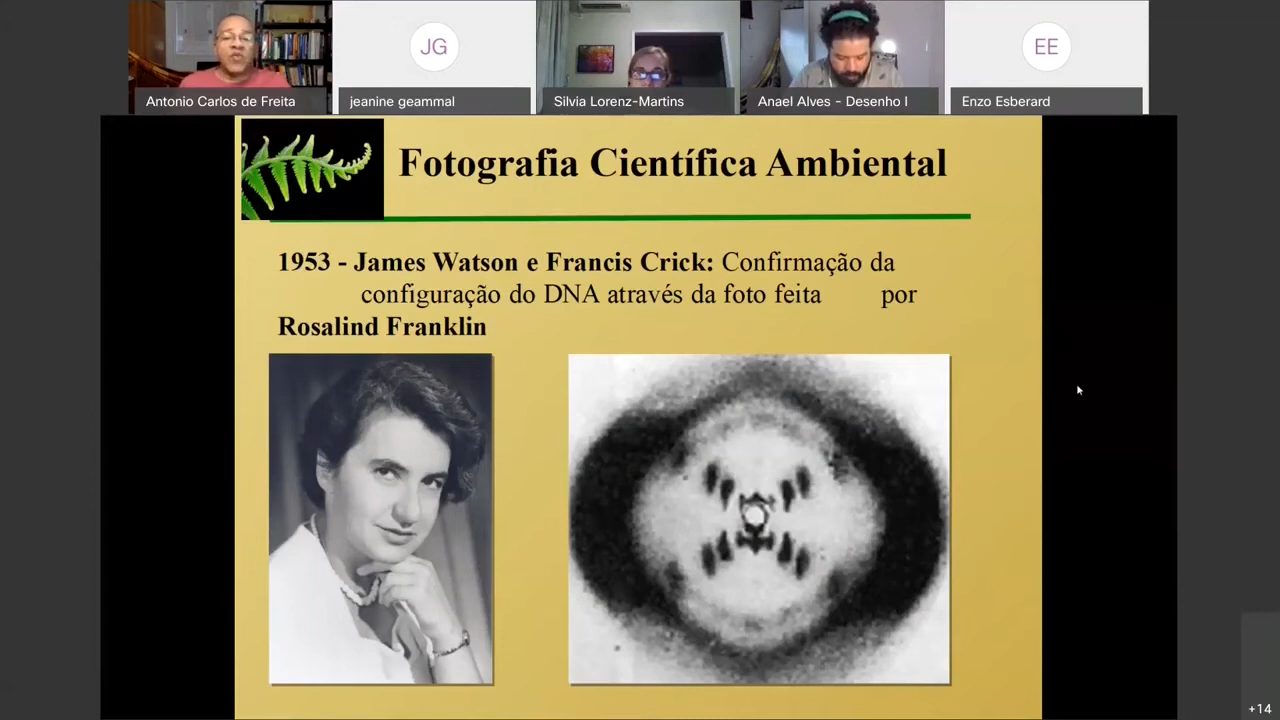 JG
EE
Antonio Carlos de Freita
jeanine geammal
Silvia Lorenz-Martins
Anael Alves - Desenho I
Enzo Esberard
Fotografia Científica Ambiental
1953 - James Watson e Francis Crick: Confirmação da
configuração do DNA através da foto feita por
Rosalind Franklin
+14